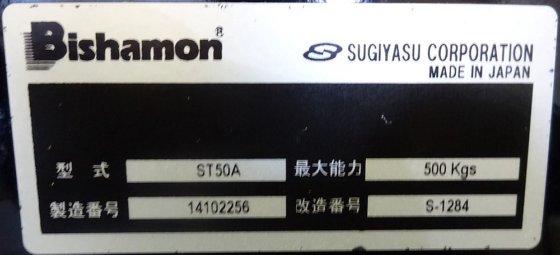 Bishamon®
SUGIYASU CORPORATION
MADE IN JAPAN
型式 ST50A 最大能力 500 Kgs
製造番号 14102256 改造番号 S-1284